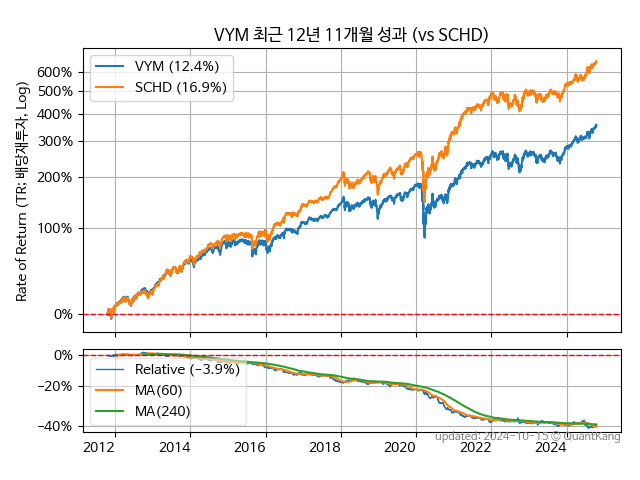 VYM 최근 12년 11개월 성과 (vs SCHD)
Rate of Return (TR; 배당재투자, Log)
600%
500%
400%
300%
200%
100%
0%
VYM (12.4%)
SCHD (16.9%)
0%
−20%
−40%
Relative (−3.9%)
MA(60)
MA(240)
2012 2014 2016 2018 2020 2022 2024
updated: 2024-10-15 © QuantKang